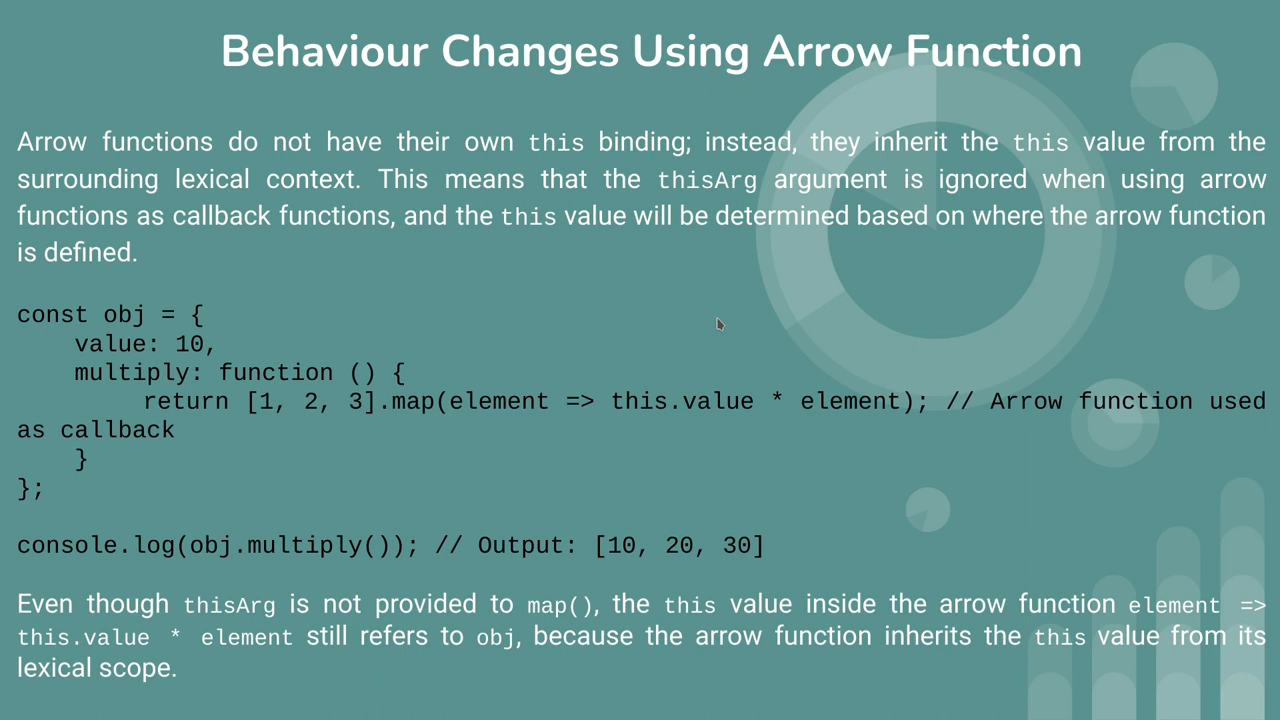 Behaviour Changes Using Arrow Function
Arrow functions do not have their own this binding; instead, they inherit the this value from the
surrounding lexical context. This means that the thisArg argument is ignored when using arrow
functions as callback functions, and the this value will be determined based on where the arrow function
is defined.
const obj = {
    value: 10,
    multiply: function () {
        return [1, 2, 3].map(element => this.value * element); // Arrow function used
as callback
    }
};
console.log(obj.multiply()); // Output: [10, 20, 30]
Even though thisArg is not provided to map(), the this value inside the arrow function element =>
this.value * element still refers to obj, because the arrow function inherits the this value from its
lexical scope.